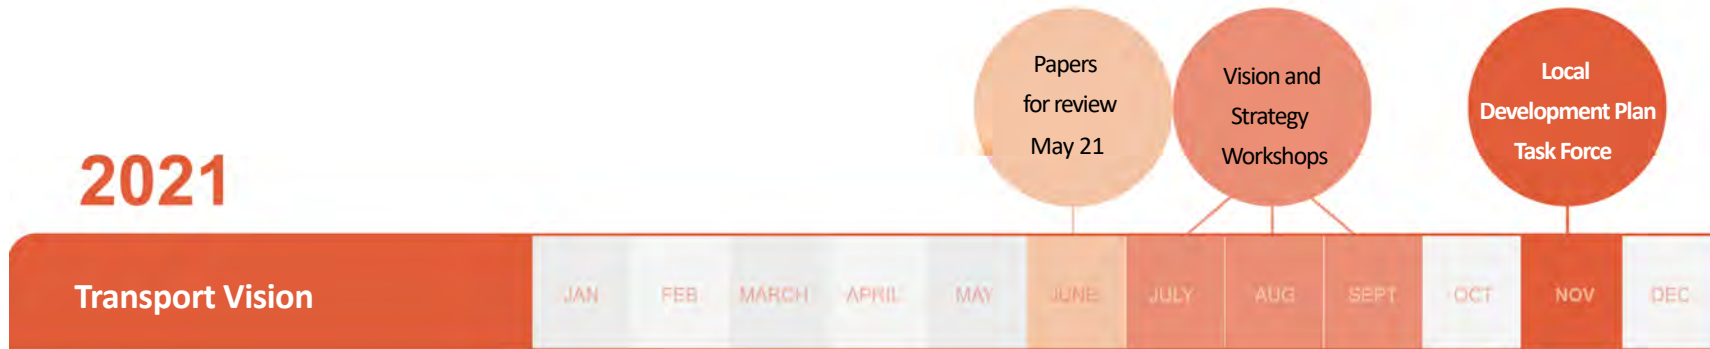 Papers
for review
May 21
Vision and
Strategy
Workshops
Local
Development Plan
Task Force
2021
Transport Vision
JAN FEB MARCH APRIL MAY JUNE JULY AUG SEPT OCT NOV DEC